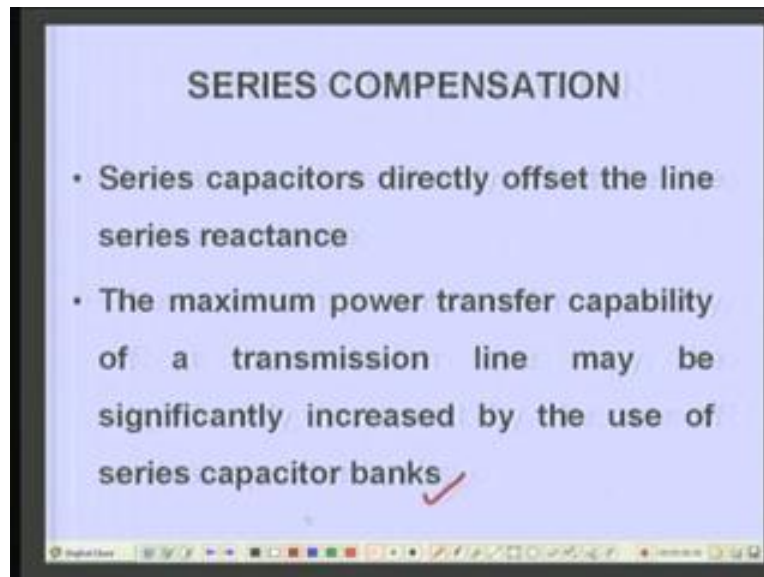 SERIES COMPENSATION
• Series capacitors directly offset the line
series reactance
• The maximum power transfer capability
of a transmission line may be
significantly increased by the use of
series capacitor banks